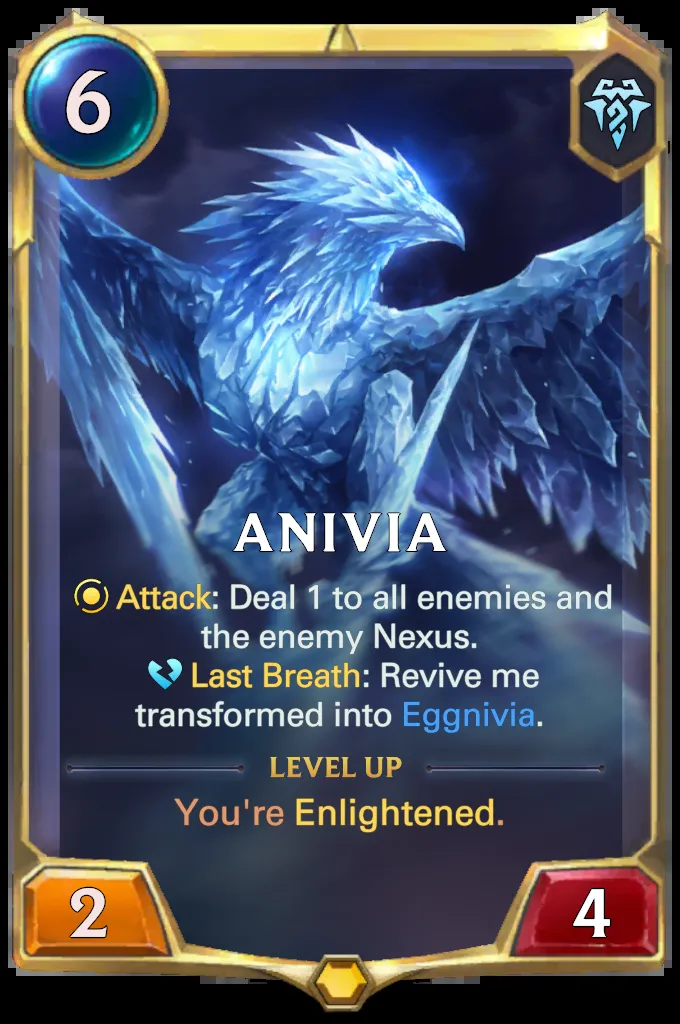 6
ANIVIA
Attack: Deal 1 to all enemies and
the enemy Nexus.
Last Breath: Revive me
transformed into Eggnivia.
LEVEL UP
You're Enlightened.
2
4